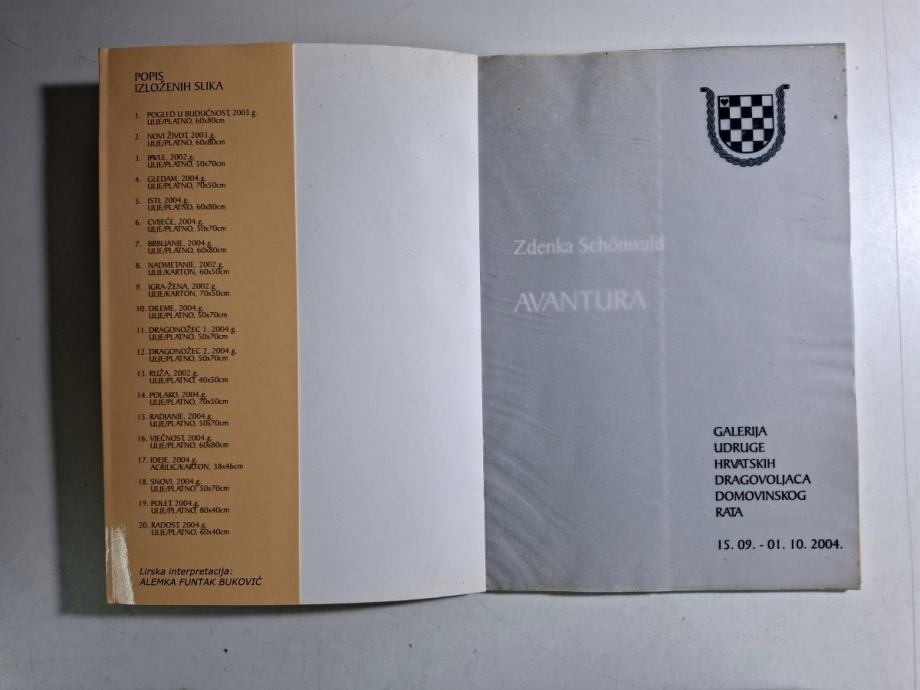 POPIS
IZLOŽENIH SLIKA
1. POGLED U BUDUĆNOST, 2003.g.
ULJE/PLATNO, 60x80cm
2. NOVI ŽIVOT, 2003.g.
ULJE/PLATNO, 60x80cm
3. PAVLE, 2002.g.
ULJE/PLATNO, 50x70cm
4. GLEDAM, 2004.g.
ULJE/PLATNO, 70x50cm
5. ISTI, 2004.g.
ULJE/PLATNO, 60x80cm
6. CVIJEĆE, 2004.g.
ULJE/PLATNO, 50x70cm
7. BRBLJANJE, 2004.g.
ULJE/PLATNO, 60x80cm
8. NADMETANJE, 2002.g.
ULJE/KARTON, 60x50cm
9. IGRA-ŽENA, 2002.g.
ULJE/KARTON, 70x50cm
10. DILEME, 2004.g.
ULJE/PLATNO, 50x70cm
11. DRAGONOŽEC 1, 2004.g.
ULJE/PLATNO, 50x70cm
12. DRAGONOŽEC 2, 2004.g.
ULJE/PLATNO, 50x70cm
13. RUŽA, 2002.g.
ULJE/PLATNO, 40x50cm
14. POLAKO, 2004.g.
ULJE/PLATNO, 70x50cm
15. RADJANJE, 2004.g.
ULJE/PLATNO, 50x70cm
16. VJEČNOST, 2004.g.
ULJE/PLATNO, 60x80cm
17. IDEJE, 2004.g.
ACRILIC/KARTON, 38x46cm
18. SNOVI, 2004.g.
ULJE/PLATNO, 50x70cm
19. POLET, 2004.g.
ULJE/PLATNO, 80x40cm
20. RADOST, 2004.g.
ULJE/PLATNO, 60x40cm
Lirska interpretacija:
ALEMKA FUNTAK BUKOVIĆ
Zdenka Schönwald
AVANTURA
GALERIJA
UDRUGE
HRVATSKIH
DRAGOVOLJACA
DOMOVINSKOG
RATA
15. 09. - 01. 10. 2004.